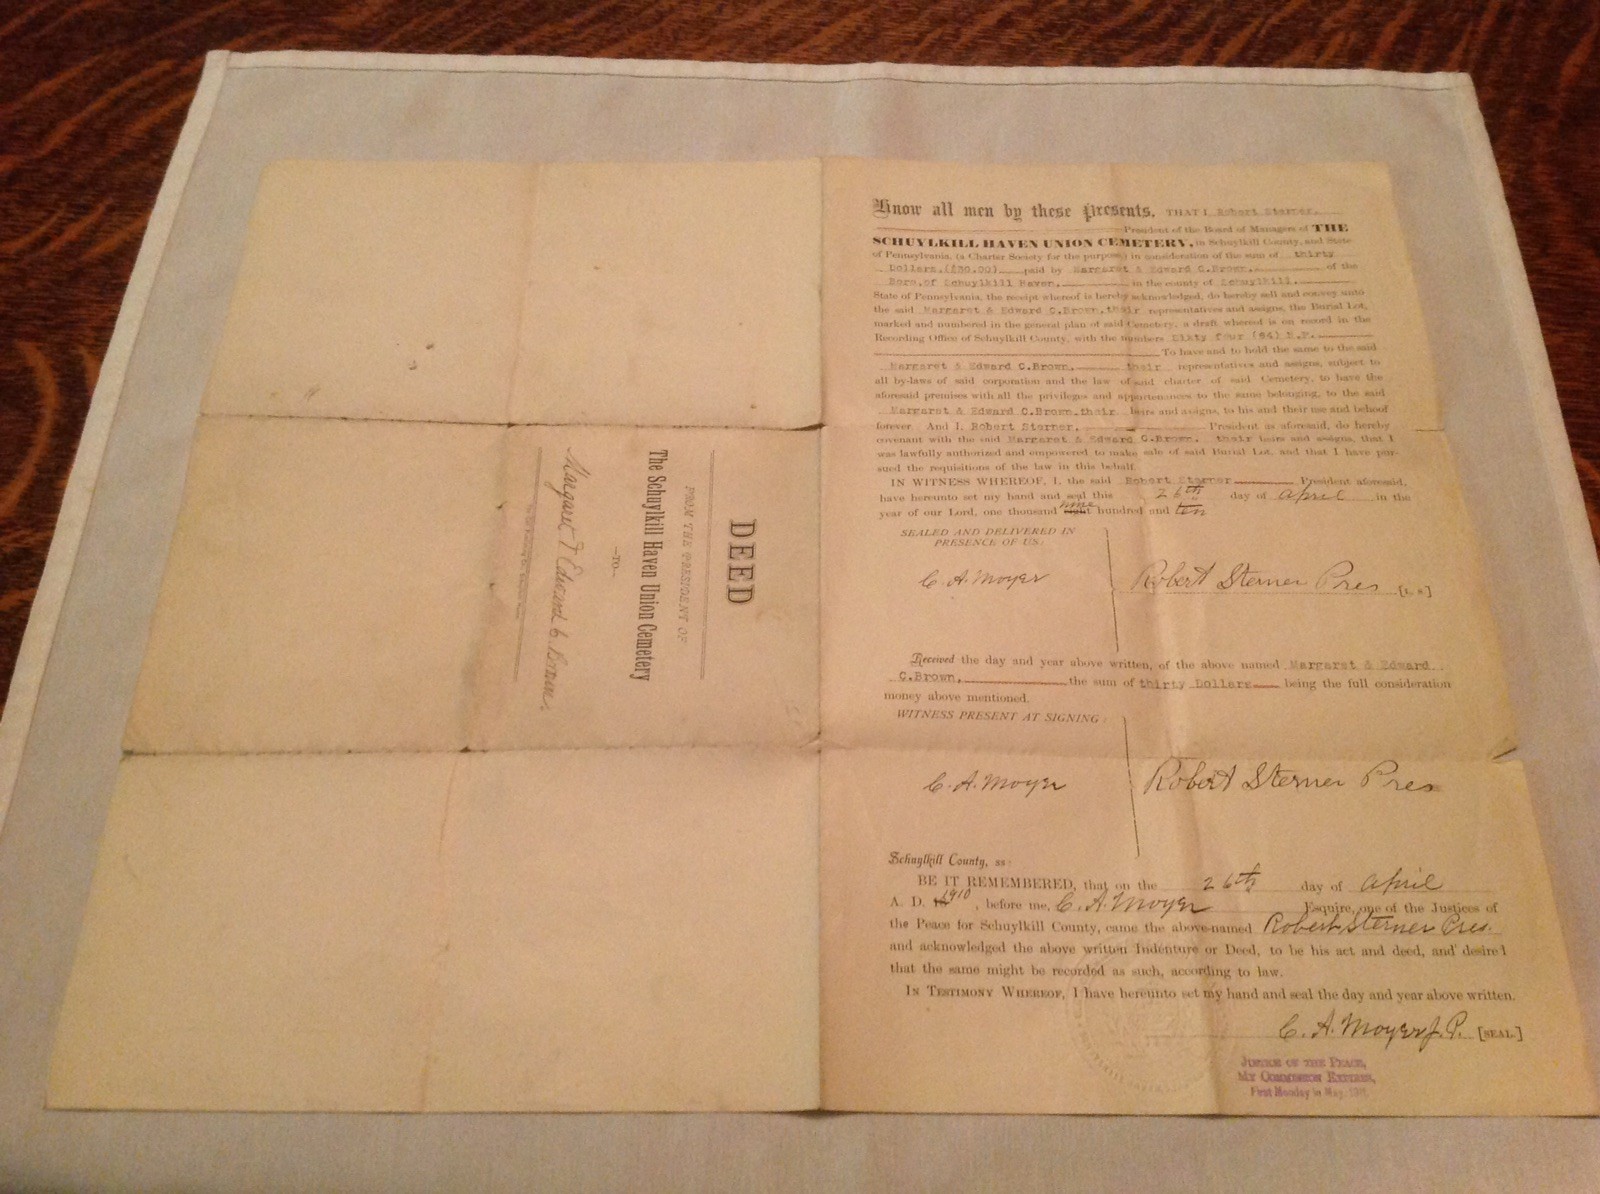 DEED
FROM THE PRESIDENT OF
The Schuylkill Haven Union Cemetery
—TO—
Margaret & Edward C. Brown.
Know all men by these Presents, THAT I Robert Sterner,
President of the Board of Managers of THE
SCHUYLKILL HAVEN UNION CEMETERY, in Schuylkill County, and State
of Pennsylvania, (a Charter Society for the purpose) in consideration of the sum of thirty
Dollars,($30.00) paid by Margaret & Edward C.Brown, of the
Boro, of Schuylkill Haven, in the county of Schuylkill,
State of Pennsylvania, the receipt whereof is hereby acknowledged, do hereby sell and convey unto
the said Margaret & Edward C.Brown, their representatives and assigns, the Burial Lot,
marked and numbered in the general plan of said Cemetery, a draft whereof is on record in the
Recording Office of Schuylkill County, with the numbers Sixty four (64)
To have and to hold the same to the said
Margaret & Edward C.Brown, their representatives and assigns, subject to
all by-laws of said corporation and the law of said charter of said Cemetery, to have the
aforesaid premises with all the privileges and appurtenances to the same belonging, to the said
Margaret & Edward C.Brown, their heirs and assigns, to his and their use and behoof
forever. And I, Robert Sterner, President as aforesaid, do hereby
covenant with the said Margaret & Edward C.Brown, their heirs and assigns, that I
was lawfully authorized and empowered to make sale of said Burial Lot, and that I have pur-
sued the requisitions of the law in this behalf.
IN WITNESS WHEREOF, I, the said Robert Sterner President aforesaid,
have hereunto set my hand and seal this 26th day of April in the
year of our Lord, one thousand nine hundred and ten
SEALED AND DELIVERED IN
PRESENCE OF US:
C. A. Moyer Robert Sterner Pres [L. S.]
Received the day and year above written, of the above named Margaret & Edward
C.Brown, the sum of thirty Dollars being the full consideration
money above mentioned.
WITNESS PRESENT AT SIGNING:
C. A. Moyer Robert Sterner Pres
Schuylkill County, ss:
BE IT REMEMBERED, that on the 26th day of April
A. D. 1910, before me, C. A. Moyer Esquire, one of the Justices of
the Peace for Schuylkill County, came the above-named Robert Sterner Pres.
and acknowledged the above written Indenture or Deed, to be his act and deed, and desired
that the same might be recorded as such, according to law.
IN TESTIMONY WHEREOF, I have hereunto set my hand and seal the day and year above written.
C. A. Moyer J. P. [SEAL]
JUSTICE OF THE PEACE,
MY COMMISSION EXPIRES,
First Monday in May,